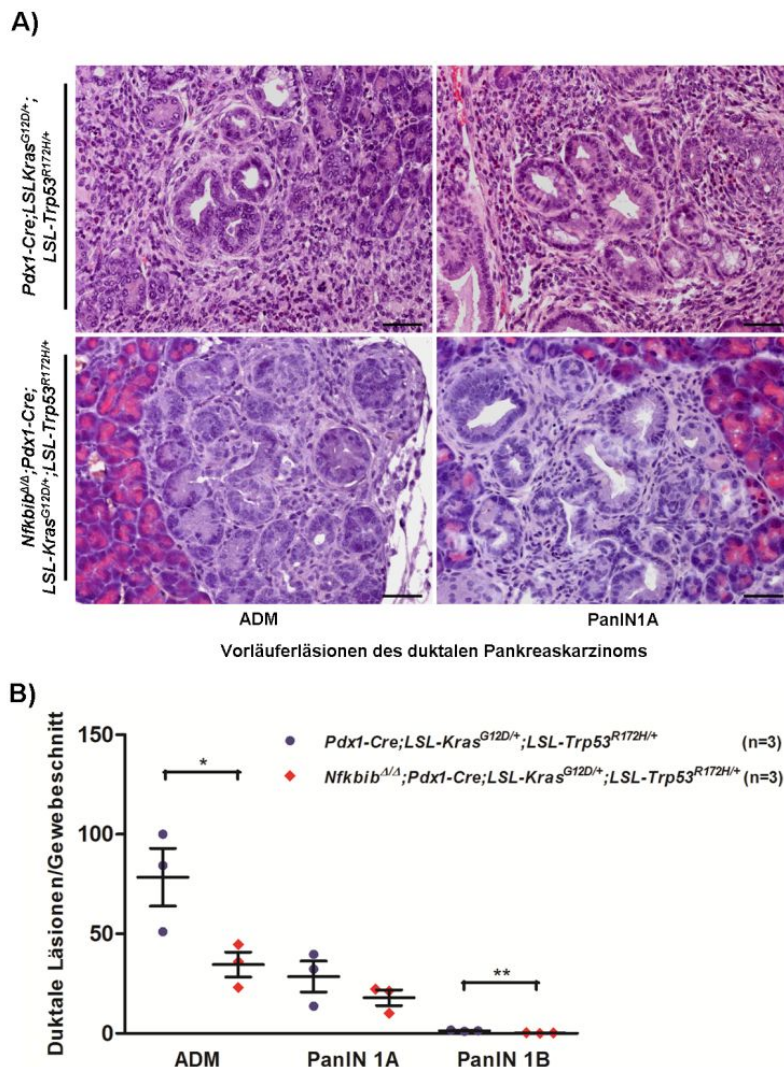 A)
Pdx1-Cre;LSLKras^G12D/+;
LSL-Trp53^R172H/+
Nfkbib^Δ/Δ;Pdx1-Cre;
LSL-Kras^G12D/+;LSL-Trp53^R172H/+
ADM
PanIN1A
Vorläuferläsionen des duktalen Pankreaskarzinoms
B)
Duktale Läsionen/Gewebeschnitt
150
100
50
0
Pdx1-Cre;LSL-Kras^G12D/+;LSL-Trp53^R172H/+ (n=3)
Nfkbib^Δ/Δ;Pdx1-Cre;LSL-Kras^G12D/+;LSL-Trp53^R172H/+ (n=3)
*
**
ADM
PanIN 1A
PanIN 1B